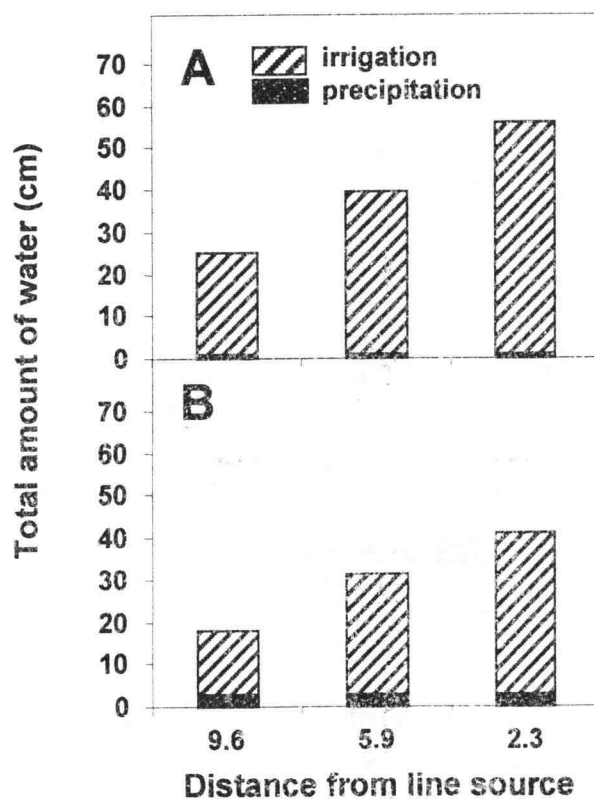 Total amount of water (cm)
A
irrigation
precipitation
70
60
50
40
30
20
10
0
B
70
60
50
40
30
20
10
0
9.6 5.9 2.3
Distance from line source